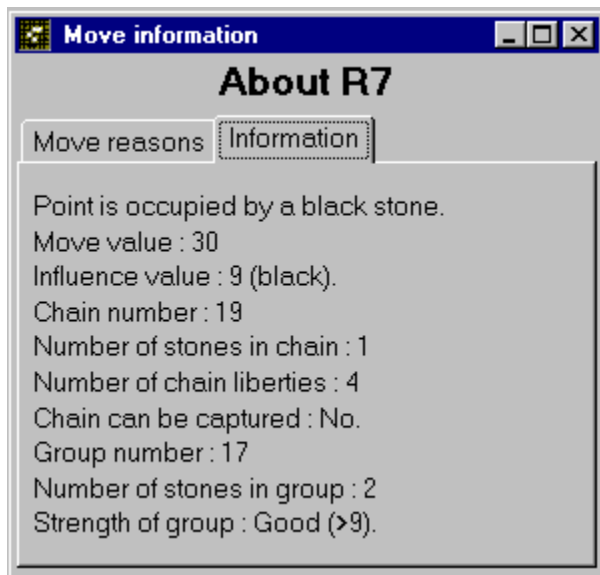 Move information
About R7
Move reasons Information
Point is occupied by a black stone.
Move value : 30
Influence value : 9 (black).
Chain number : 19
Number of stones in chain : 1
Number of chain liberties : 4
Chain can be captured : No.
Group number : 17
Number of stones in group : 2
Strength of group : Good (>9).